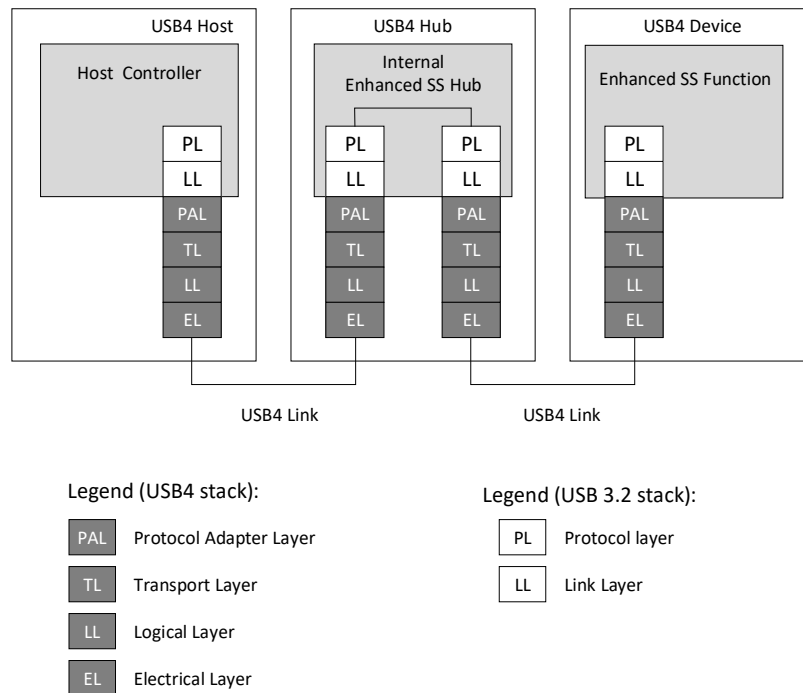 USB4 Host
USB4 Hub
USB4 Device
Host  Controller
Internal
Enhanced SS Hub
Enhanced SS Function
PL PL PL PL
LL LL LL LL
PAL PAL PAL PAL
TL TL TL TL
LL LL LL LL
EL EL EL EL
USB4 Link
USB4 Link
Legend (USB4 stack):
PAL Protocol Adapter Layer
TL Transport Layer
LL Logical Layer
EL Electrical Layer
Legend (USB 3.2 stack):
PL Protocol layer
LL Link Layer